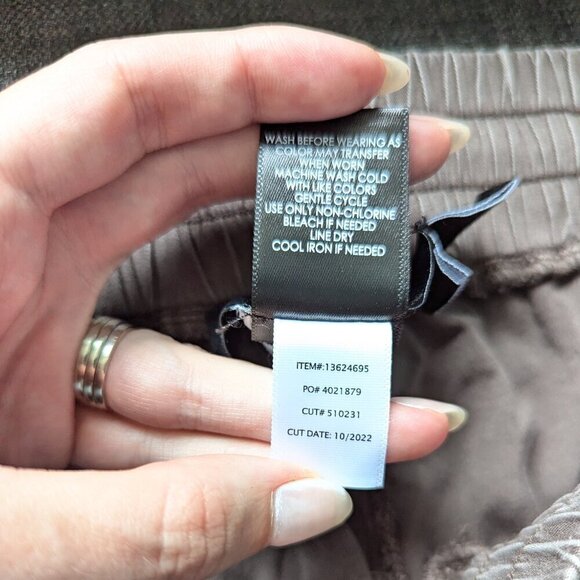 WASH BEFORE WEARING AS
COLOR MAY TRANSFER
WHEN WORN
MACHINE WASH COLD
WITH LIKE COLORS
GENTLE CYCLE
USE ONLY NON-CHLORINE
BLEACH IF NEEDED
LINE DRY
COOL IRON IF NEEDED
ITEM#:13624695
PO# 4021879
CUT# 510231
CUT DATE: 10/2022